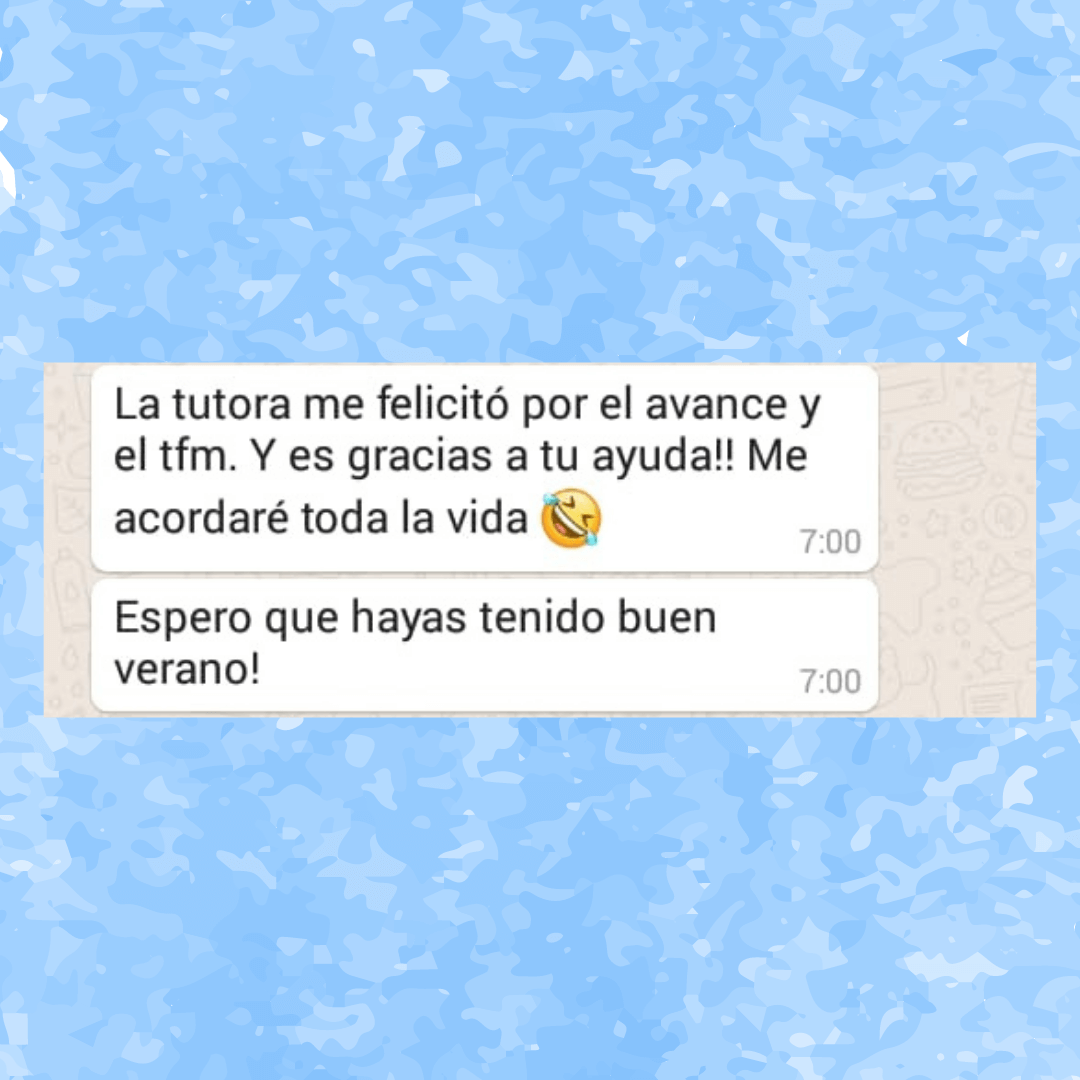 La tutora me felicitó por el avance y
el tfm. Y es gracias a tu ayuda!! Me
acordaré toda la vida 🤣
7:00
Espero que hayas tenido buen
verano!
7:00